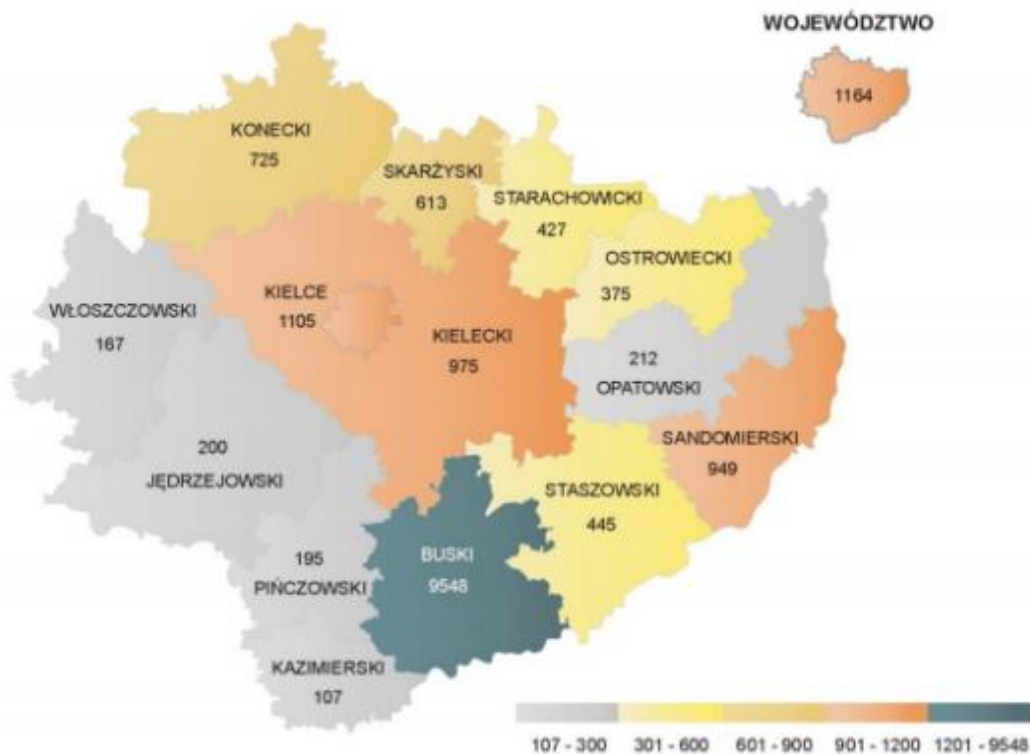 WOJEWÓDZTWO
1164
KONECKI
725
SKARŻYSKI
613
STARACHOWICKI
427
OSTROWIECKI
375
WŁOSZCZOWSKI
167
KIELCE
1105
KIELECKI
975
212
OPATOWSKI
SANDOMIERSKI
949
200
JĘDRZEJOWSKI
STASZOWSKI
445
195
PIŃCZOWSKI
BUSKI
9548
KAZIMIERSKI
107
107 - 300 301 - 600 601 - 900 901 - 1200 1201 - 9548